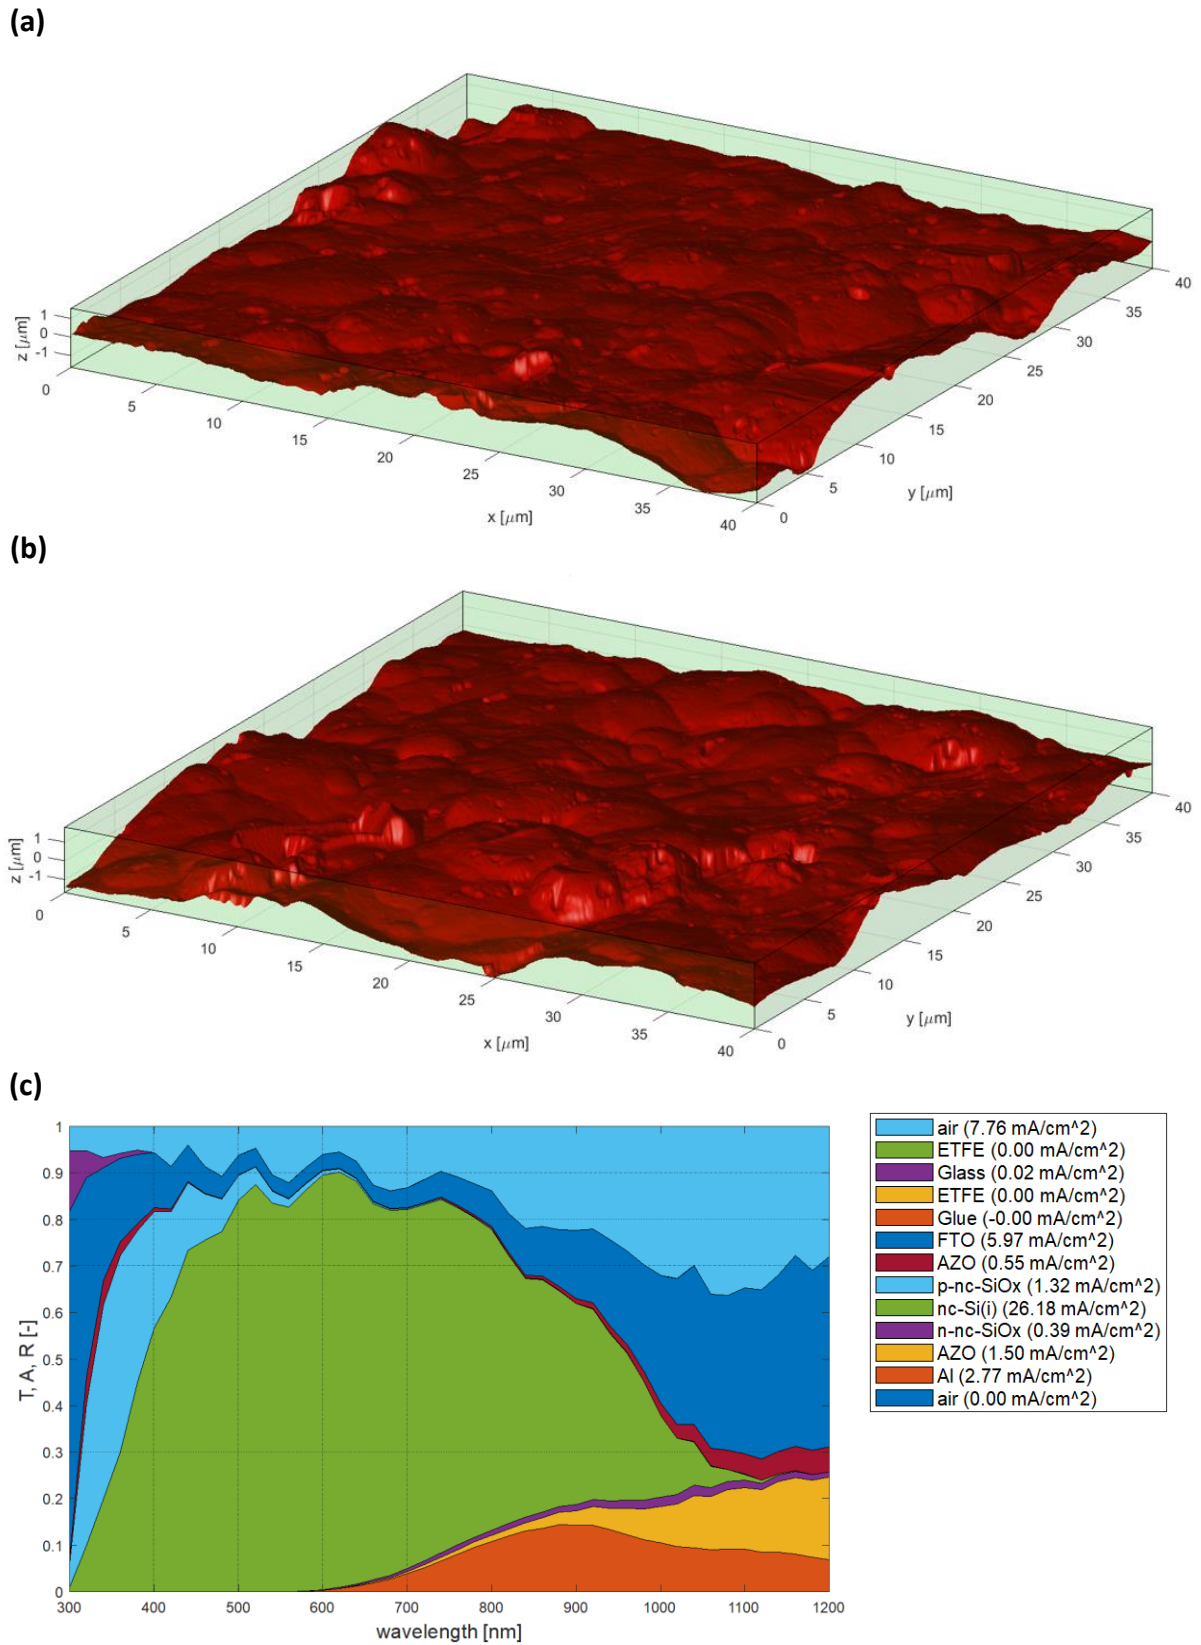 (a)
1
0
-1
z [μm]
0
5
10
15
20
25
30
35
40
x [μm]
0
5
10
15
20
25
30
35
40
y [μm]
(b)
1
0
-1
z [μm]
0
5
10
15
20
25
30
35
40
x [μm]
0
5
10
15
20
25
30
35
40
y [μm]
(c)
1
0.9
0.8
0.7
0.6
0.5
0.4
0.3
0.2
0.1
0
T, A, R [-]
300 400 500 600 700 800 900 1000 1100 1200
wavelength [nm]
air (7.76 mA/cm^2)
ETFE (0.00 mA/cm^2)
Glass (0.02 mA/cm^2)
ETFE (0.00 mA/cm^2)
Glue (-0.00 mA/cm^2)
FTO (5.97 mA/cm^2)
AZO (0.55 mA/cm^2)
p-nc-SiOx (1.32 mA/cm^2)
nc-Si(i) (26.18 mA/cm^2)
n-nc-SiOx (0.39 mA/cm^2)
AZO (1.50 mA/cm^2)
Al (2.77 mA/cm^2)
air (0.00 mA/cm^2)